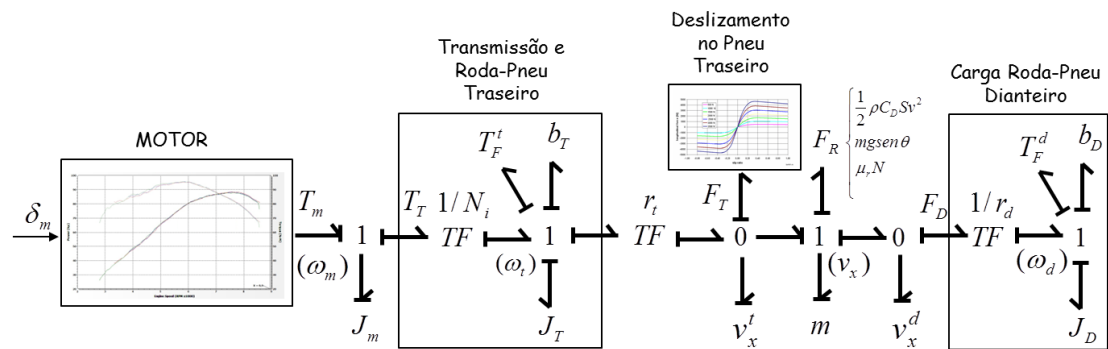 Deslizamento
no Pneu
Traseiro
Transmissão e
Roda-Pneu
Traseiro
Carga Roda-Pneu
Dianteiro
MOTOR
F_R { 1/2 ρC_D Sv^2
mgsen θ
μ_r N
T_F^t b_T
T_F^d b_D
δ_m
T_m
T_T 1/N_i
r_t
F_T
F_D 1/r_d
1 TF 1 TF 0 1 0 TF 1
(ω_m) (ω_t) (v_x) (ω_d)
J_m J_T v_x^t m v_x^d J_D